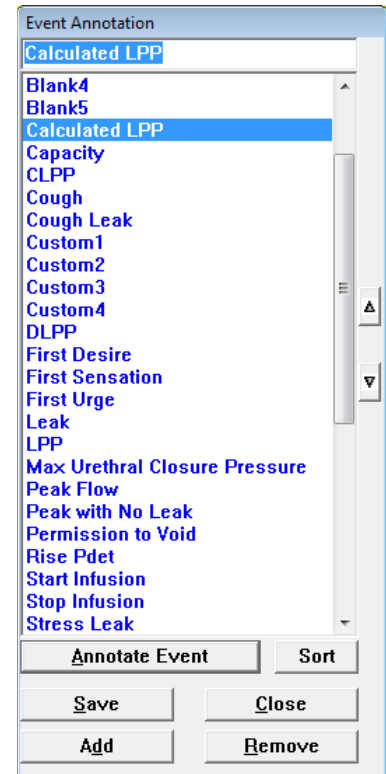 Event Annotation
Calculated LPP
Blank4
Blank5
Calculated LPP
Capacity
CLPP
Cough
Cough Leak
Custom1
Custom2
Custom3
Custom4
DLPP
First Desire
First Sensation
First Urge
Leak
LPP
Max Urethral Closure Pressure
Peak Flow
Peak with No Leak
Permission to Void
Rise Pdet
Start Infusion
Stop Infusion
Stress Leak
Annotate Event Sort
Save Close
Add Remove